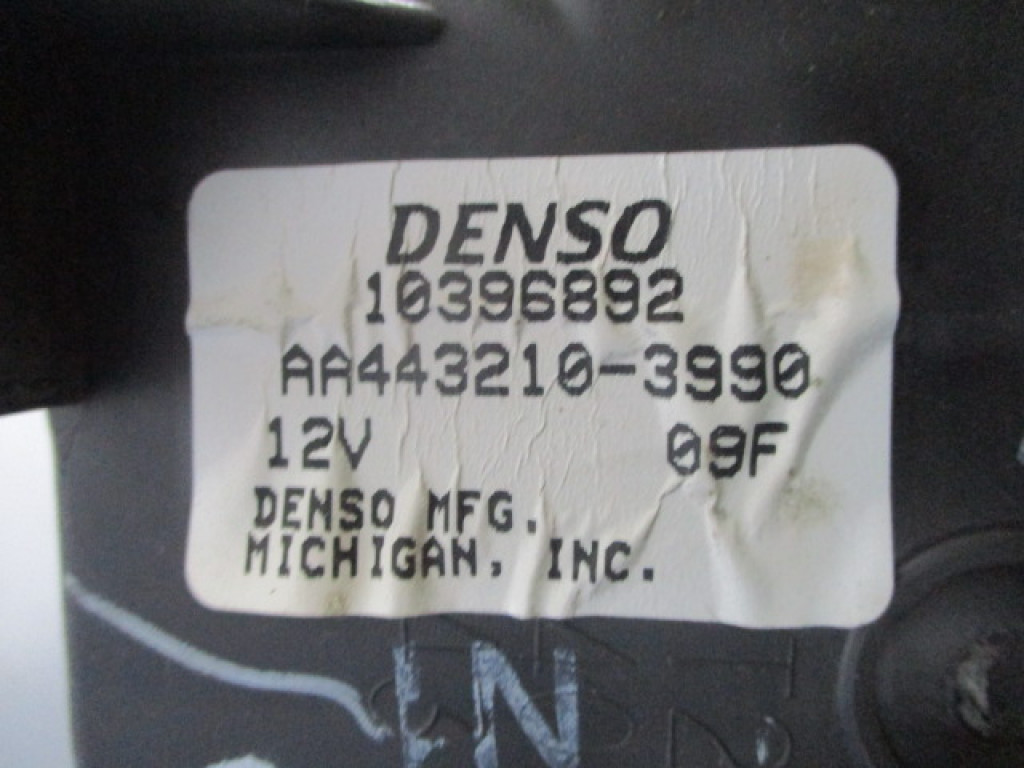 DENSO
10396892
AA443210-3990
12V 09F
DENSO MFG.
MICHIGAN, INC.